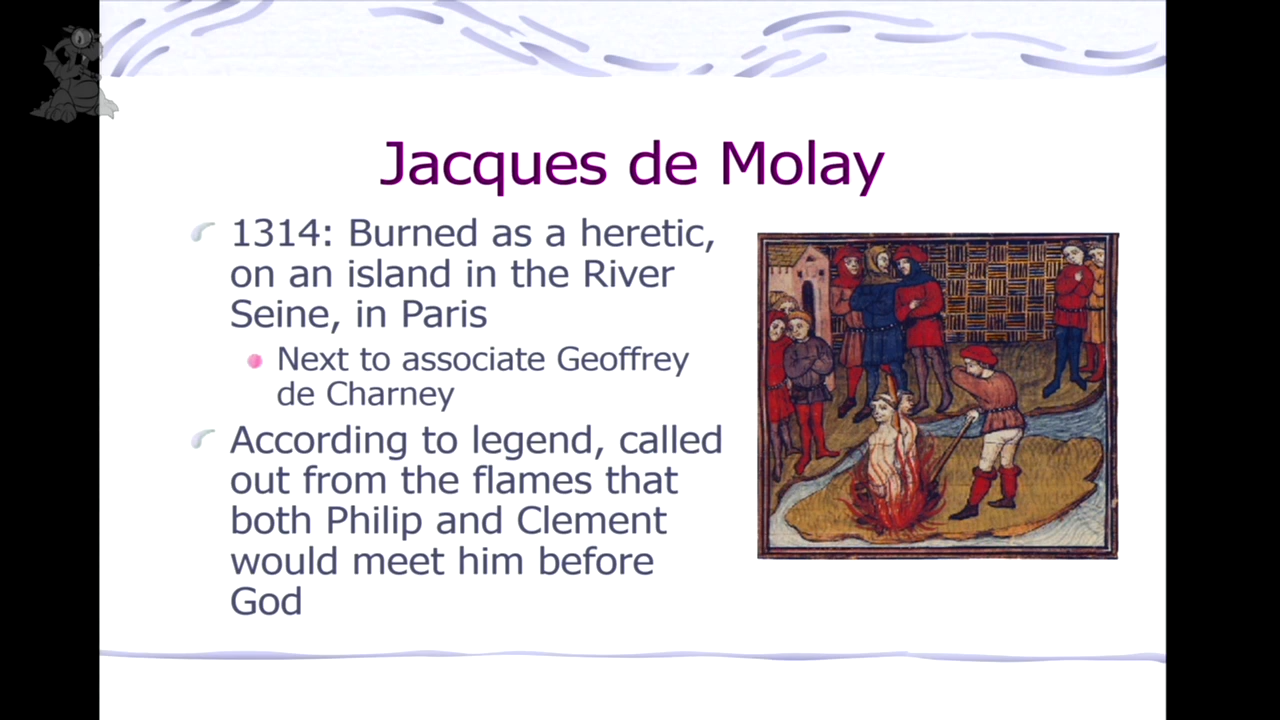 Jacques de Molay
1314: Burned as a heretic,
on an island in the River
Seine, in Paris
Next to associate Geoffrey
de Charney
According to legend, called
out from the flames that
both Philip and Clement
would meet him before
God